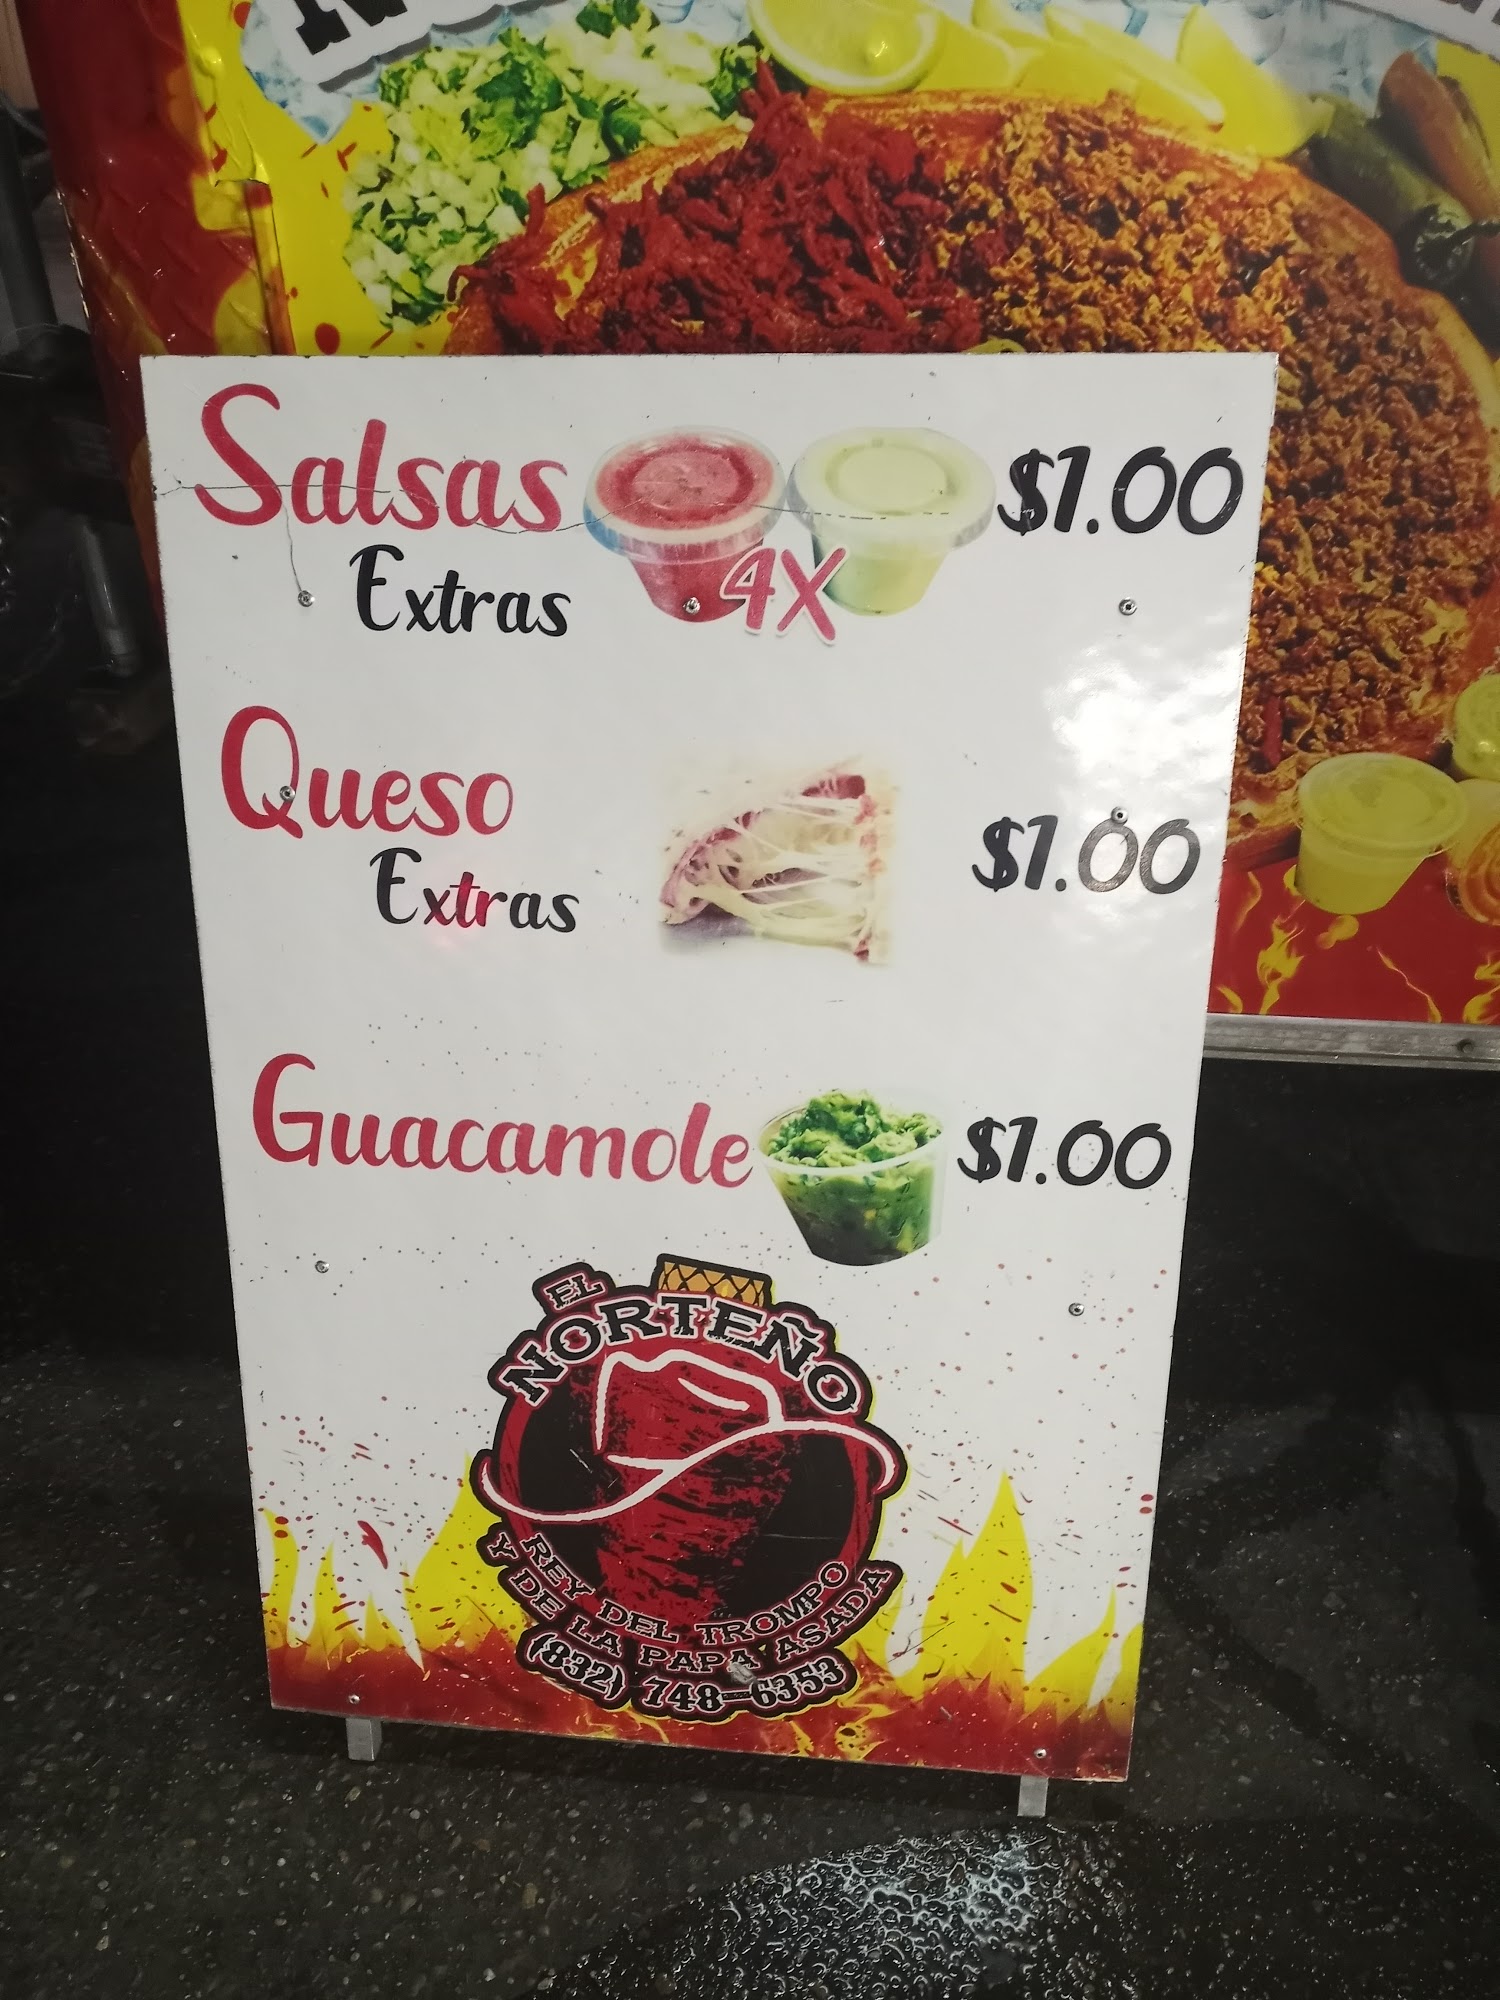 Salsas $1.00
Extras 4X
Queso $1.00
Extras
Guacamole $1.00
EL
NORTEÑO
REY DEL TROMPO
Y DE LA PAPA ASADA
(832) 748-6353